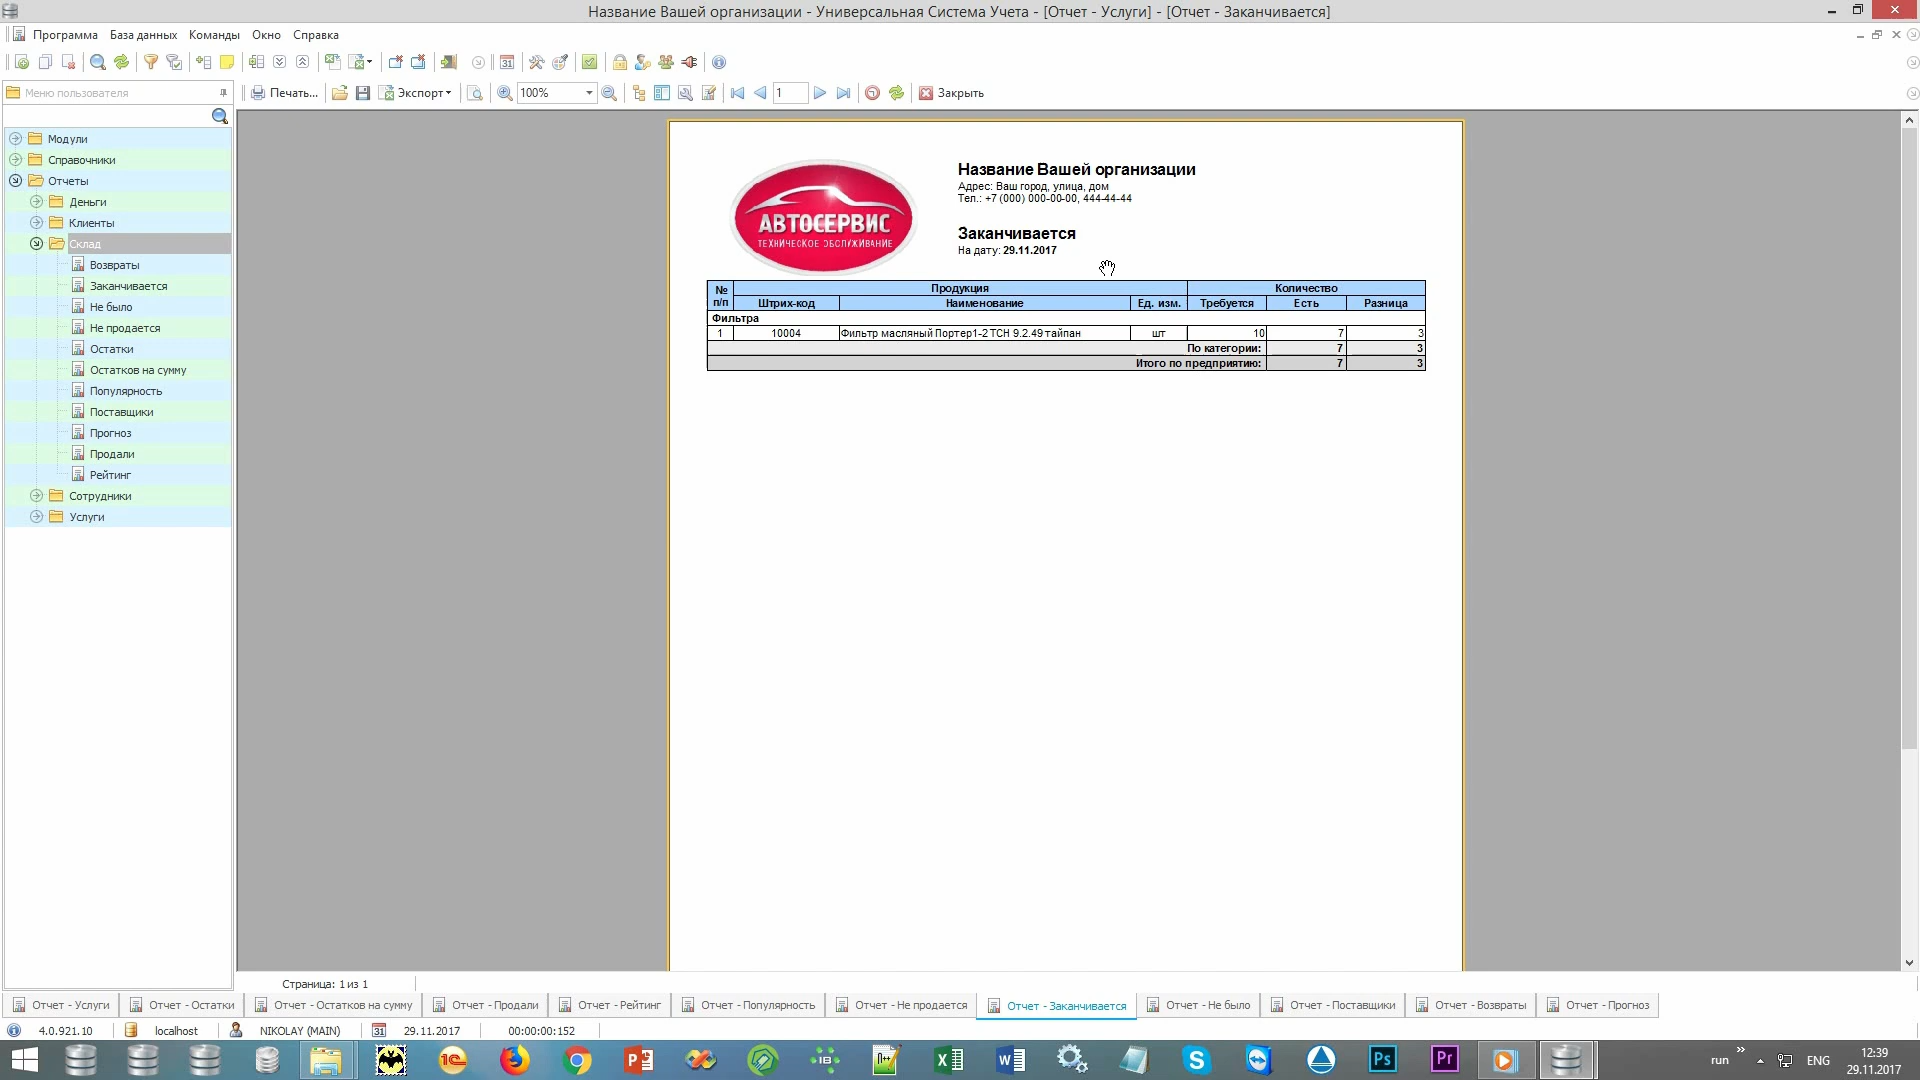 Название Вашей организации - Универсальная Система Учета - [Отчет - Услуги] - [Отчет - Заканчивается]
Программа База данных Команды Окно Справка
Меню пользователя
Печать... Экспорт 100% 1 Закрыть
Модули
Справочники
Отчеты
Деньги
Клиенты
Склад
Возвраты
Заканчивается
Не было
Не продается
Остатки
Остатков на сумму
Популярность
Поставщики
Прогноз
Продали
Рейтинг
Сотрудники
Услуги
АВТОСЕРВИС
ТЕХНИЧЕСКОЕ ОБСЛУЖИВАНИЕ
Название Вашей организации
Адрес: Ваш город, улица, дом
Тел.: +7 (000) 000-00-00, 444-44-44
Заканчивается
На дату: 29.11.2017
№ п/п Продукция Количество
Штрих-код Наименование Ед. изм. Требуется Есть Разница
Фильтра
1 10004 Фильтр масляный Портер1-2 ТСН 9.2.49 тайпан шт 10 7 3
По категории: 7 3
Итого по предприятию: 7 3
Страница: 1 из 1
Отчет - Услуги Отчет - Остатки Отчет - Остатков на сумму Отчет - Продали Отчет - Рейтинг Отчет - Популярность Отчет - Не продается Отчет - Заканчивается Отчет - Не было Отчет - Поставщики Отчет - Возвраты Отчет - Прогноз
4.0.921.10 localhost NIKOLAY (MAIN) 31 29.11.2017 00:00:00:152
run ENG 12:39
29.11.2017